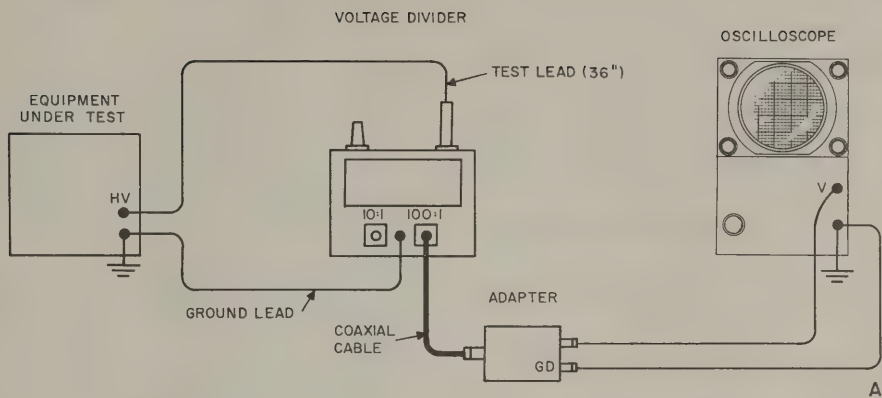 VOLTAGE DIVIDER
OSCILLOSCOPE
TEST LEAD (36")
EQUIPMENT
UNDER TEST
HV
10:1
100:1
V
GROUND LEAD
ADAPTER
COAXIAL
CABLE
GD
A